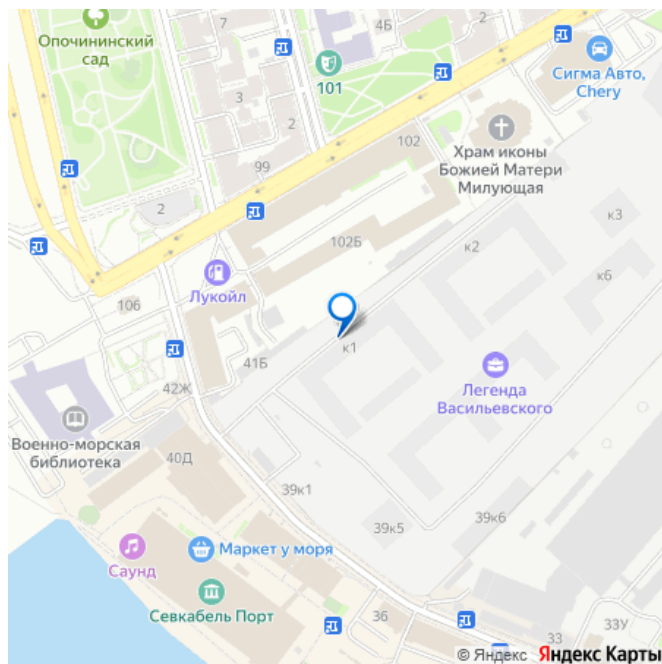 Опочининский
сад
4Б
101
3
2
Сигма Авто,
Chery
99
102
Храм иконы
Божией Матери
Милующая
2
к3
102Б
к2
Лукойл
к6
106
к1
41Б
Легенда
Васильевского
42Ж
Военно-морская
библиотека
40Д
39к1
39к5
39к6
Саунд
Маркет у моря
Севкабель Порт
36
33У
33
© Яндекс Яндекс Карты